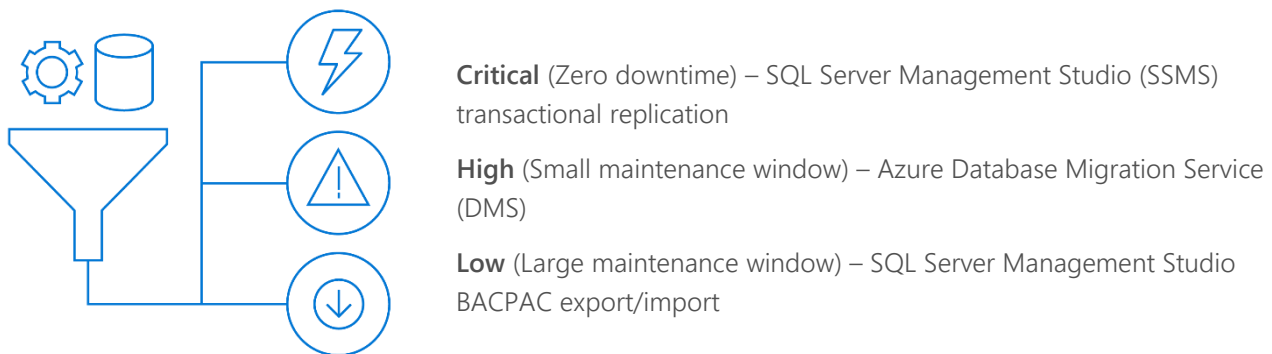 Critical (Zero downtime) – SQL Server Management Studio (SSMS)
transactional replication
High (Small maintenance window) – Azure Database Migration Service
(DMS)
Low (Large maintenance window) – SQL Server Management Studio
BACPAC export/import